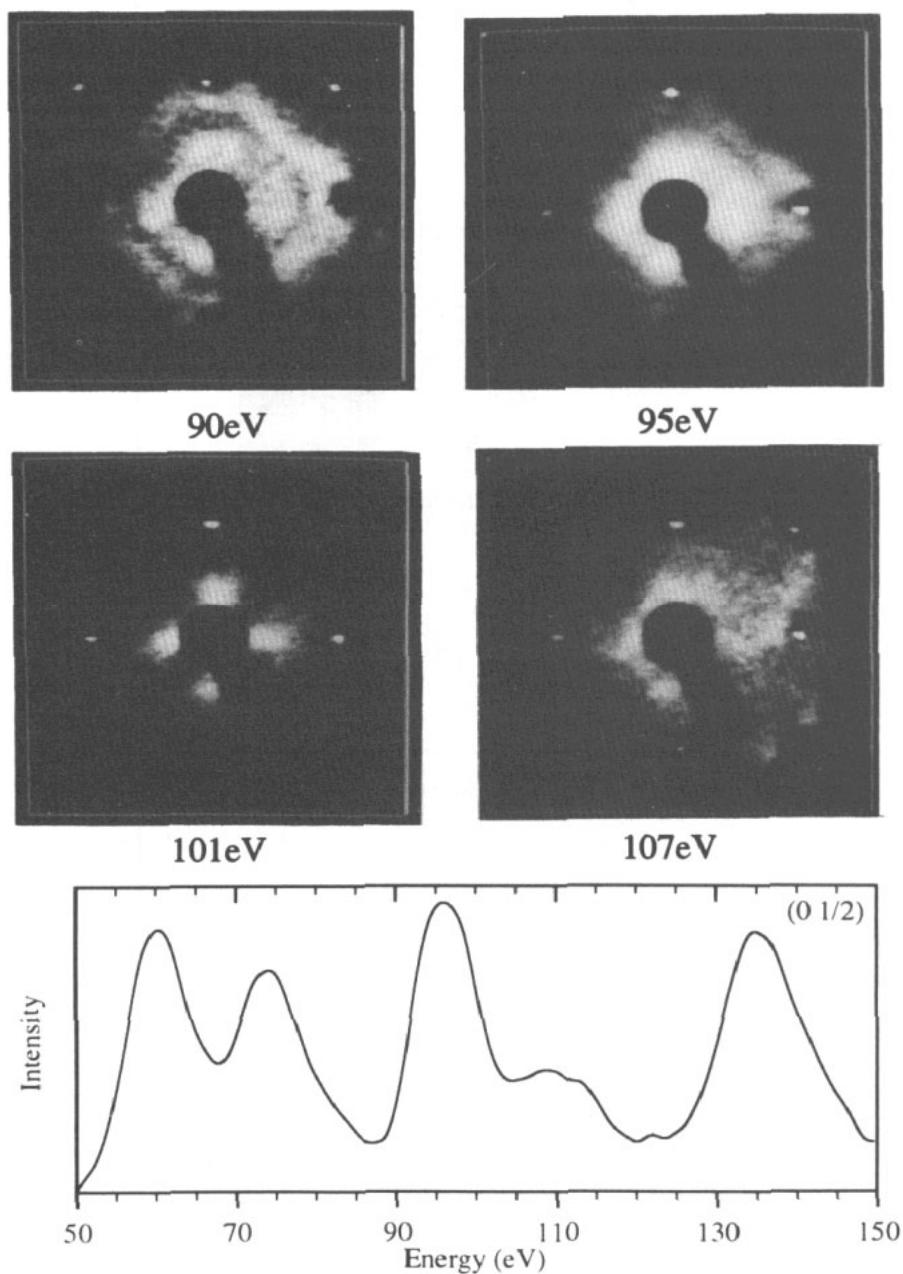 90eV
95eV
101eV
107eV
(0 1/2)
Intensity
50
70
90
110
130
150
Energy (eV)